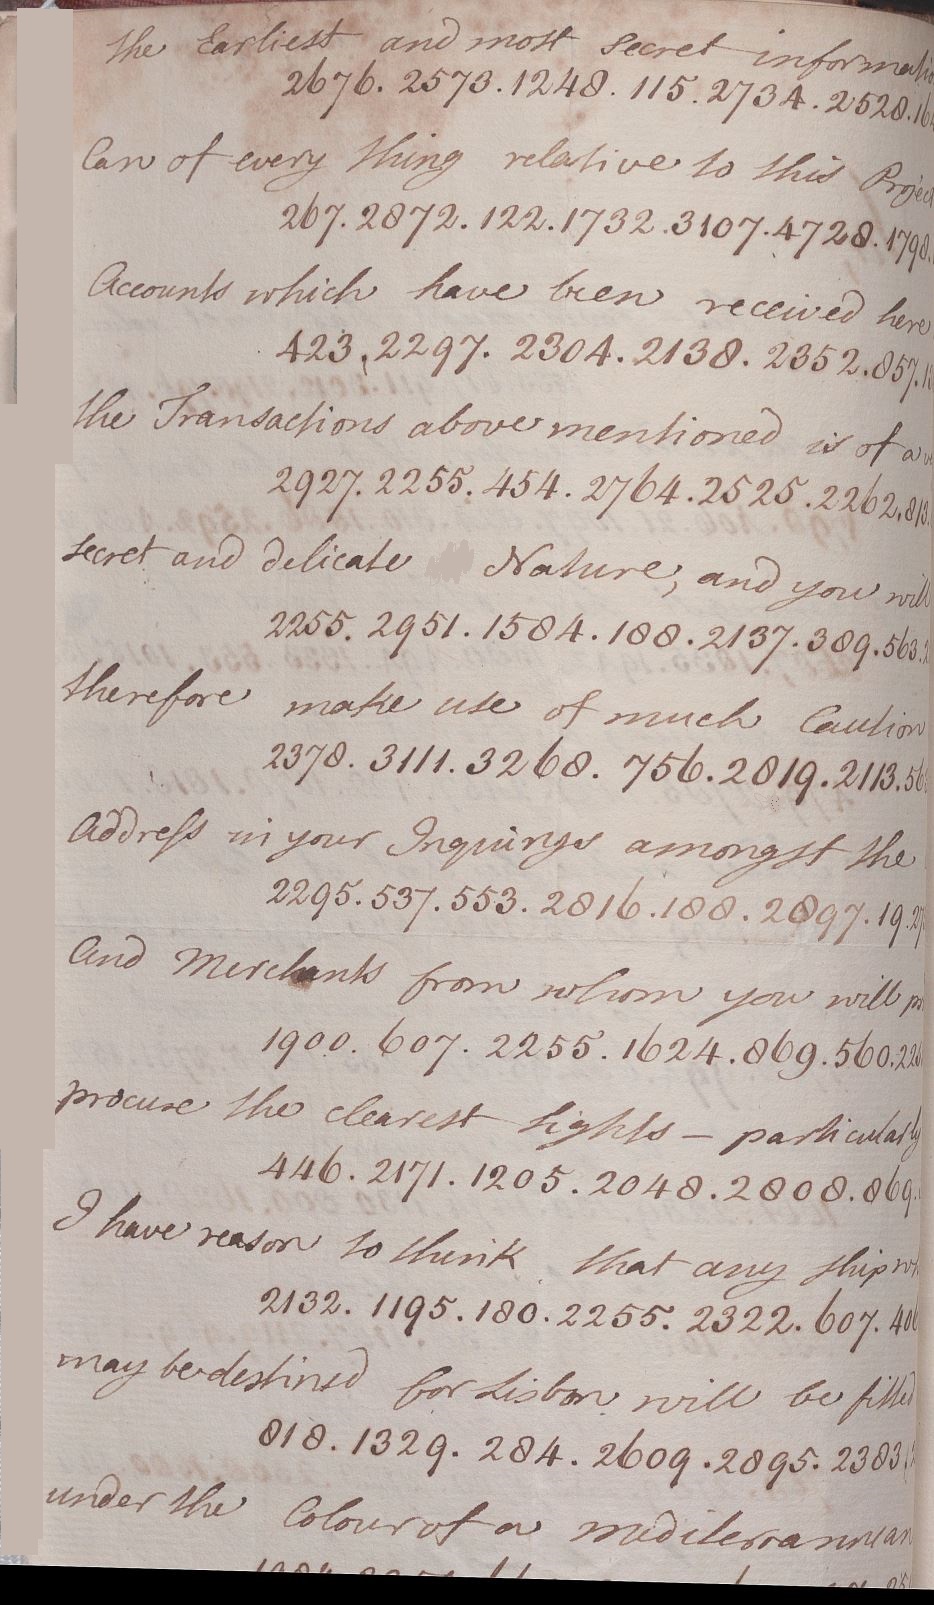 the Earliest and most secret informati
2676. 2573. 1248. 115. 2734. 2528. 16
Can of every thing relative to this Project
267. 2872. 122. 1732. 3107. 4728. 1798.
Accounts which have been received here
423. 2297. 2304. 2138. 2352. 857. 1
the Transactions above mentioned is of a
2927. 2255. 454. 2764. 2525. 2262. 813.
secret and delicate Nature, and you will
2255. 2951. 1584. 188. 2137. 389. 563.
therefore make use of much Caution
2378. 3111. 3268. 756. 2819. 2113. 56
Address in your Inquirys amongst the
2295. 537. 553. 2816. 188. 2897. 19. 2
And Merchants from whom you will p
1900. 607. 2255. 1624. 869. 560. 22
procure the clearest Lights – particularly
446. 2171. 1205. 2048. 2808. 869.
I have reason to think that any ship wh
2132. 1195. 180. 2255. 2322. 607. 406
may be destined for Lisbon will be fitted
818. 1329. 284. 2609. 2895. 2383.
under the Colour of a mediterranean